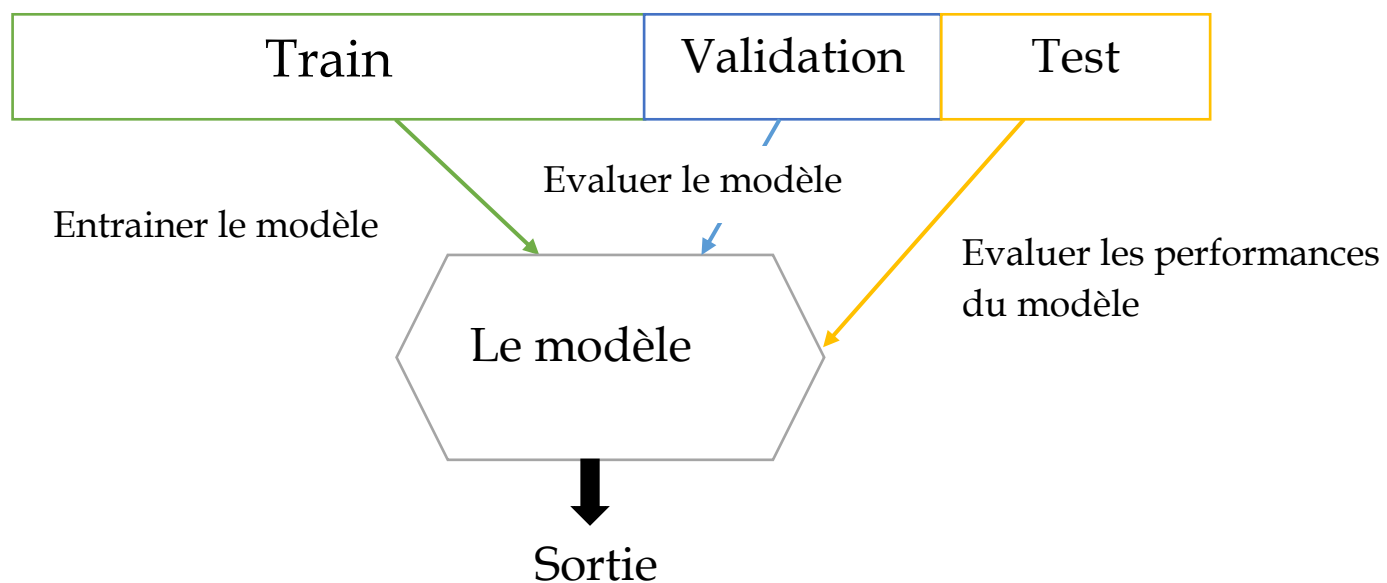 Train
Validation
Test
Evaluer le modèle
Entrainer le modèle
Evaluer les performances
du modèle
Le modèle
Sortie